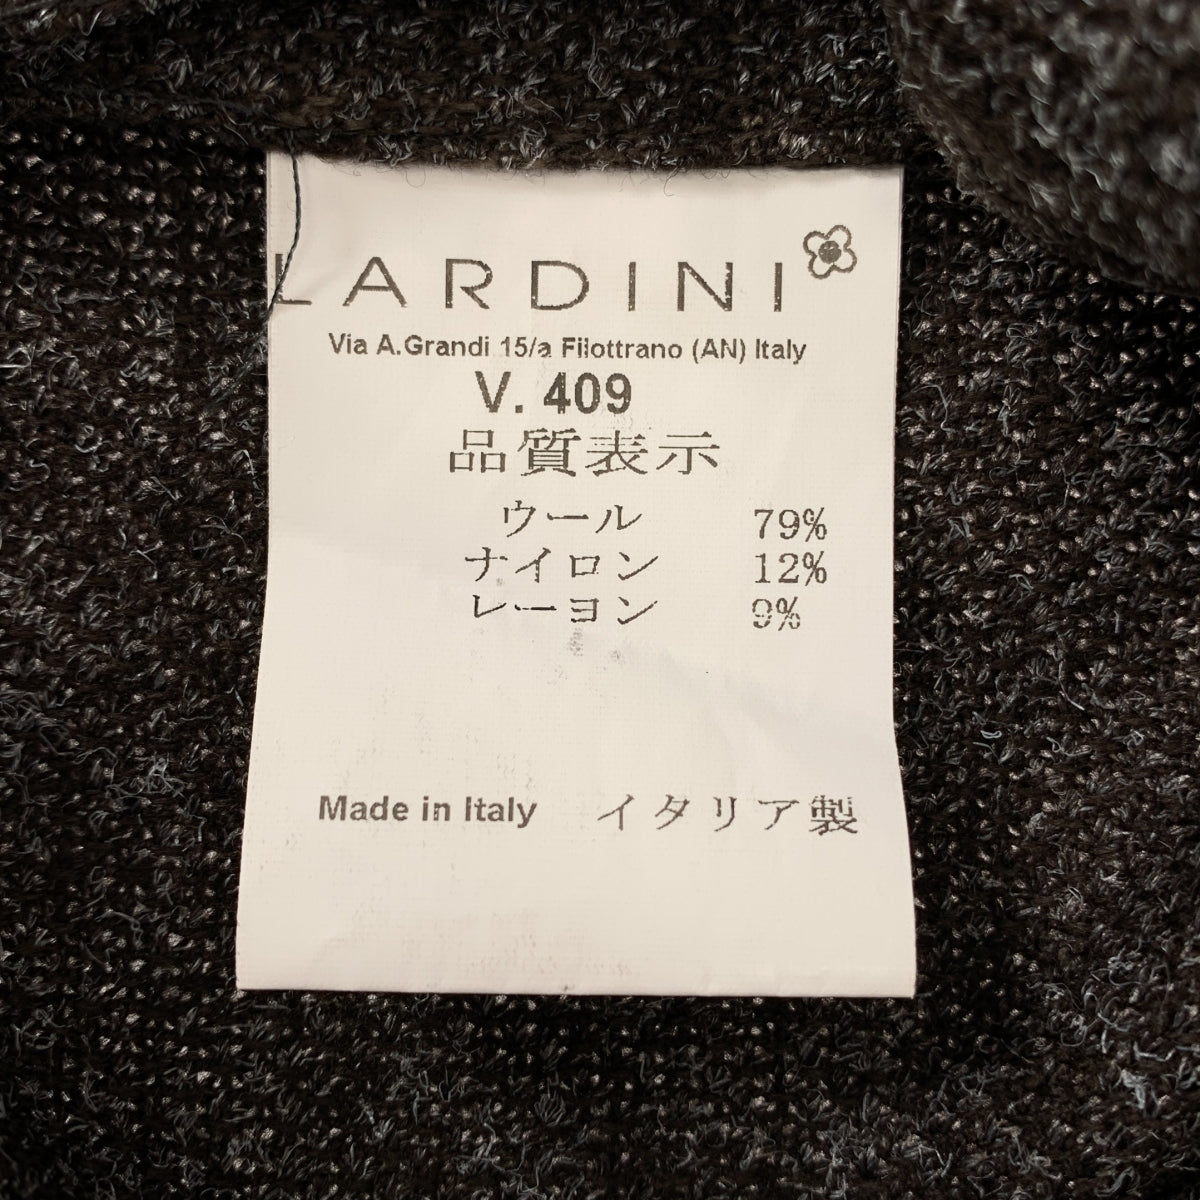 LARDINI
Via A.Grandi 15/a Filottrano (AN) Italy
V. 409
品質表示
ウール 79%
ナイロン 12%
レーヨン 9%
Made in Italy イタリア製